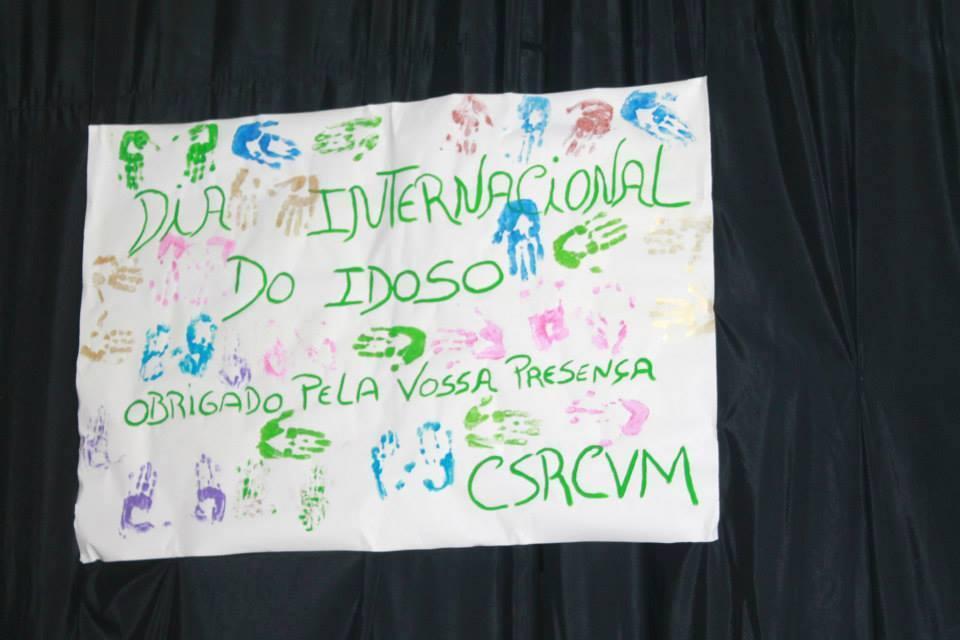 DiA INTERNACiONAL
DO IDOSO
OBRiGADO PELA VOSSA PRESENÇA
CSRCVM